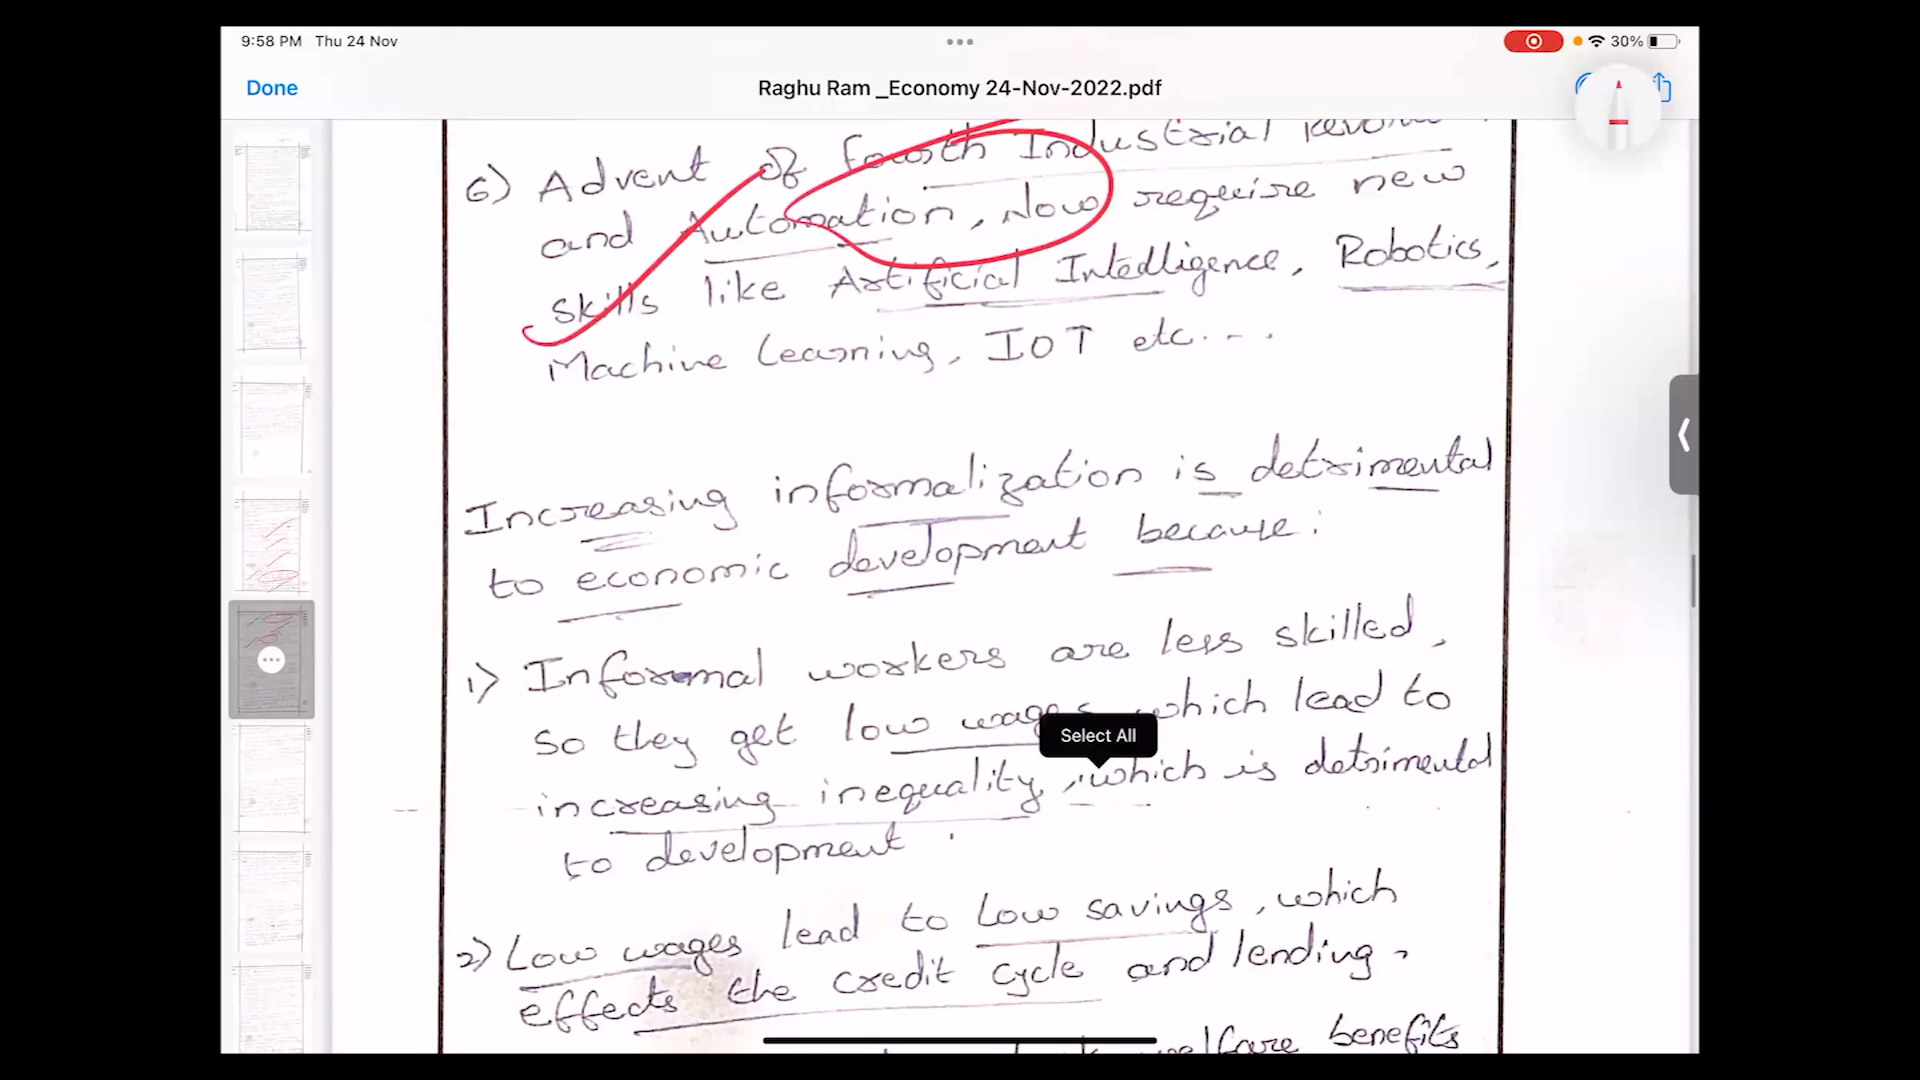 9:58 PM Thu 24 Nov
30%
Done
Raghu Ram _Economy 24-Nov-2022.pdf
6) Advent of Fourth Industrial
and Automation, Now require new
skills like Artificial Intelligence, Robotics,
Machine Learning, IOT etc...
Increasing informalization is detrimental
to economic development because:
1) Informal workers are less skilled,
so they get low wages which lead to
Select All
increasing inequality, which is detrimental
to development.
2) Low wages lead to Low savings, which
effects the credit cycle and lending.
welfare benefits